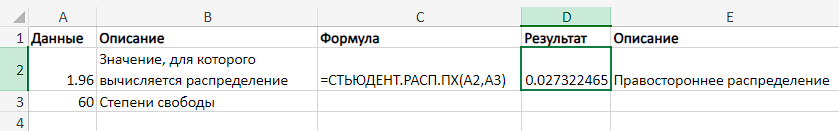 A B C D E
1 Данные Описание Формула Результат Описание
Значение, для которого
2 1.96 вычисляется распределение =СТЬЮДЕНТ.РАСП.ПХ(A2,A3) 0.027322465 Правостороннее распределение
3 60 Степени свободы
4